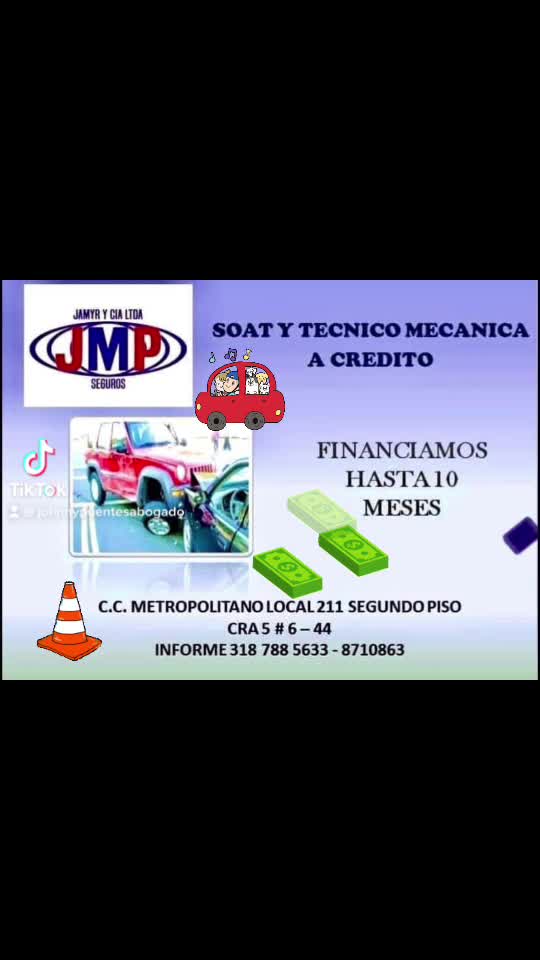 JAMYR Y CIA LTDA
JMP
SEGUROS
SOAT Y TECNICO MECANICA
A CREDITO
FINANCIAMOS
HASTA 10
MESES
TikTok
@johnnypuentesabogado
C.C. METROPOLITANO LOCAL 211 SEGUNDO PISO
CRA 5 # 6 – 44
INFORME 318 788 5633 - 8710863